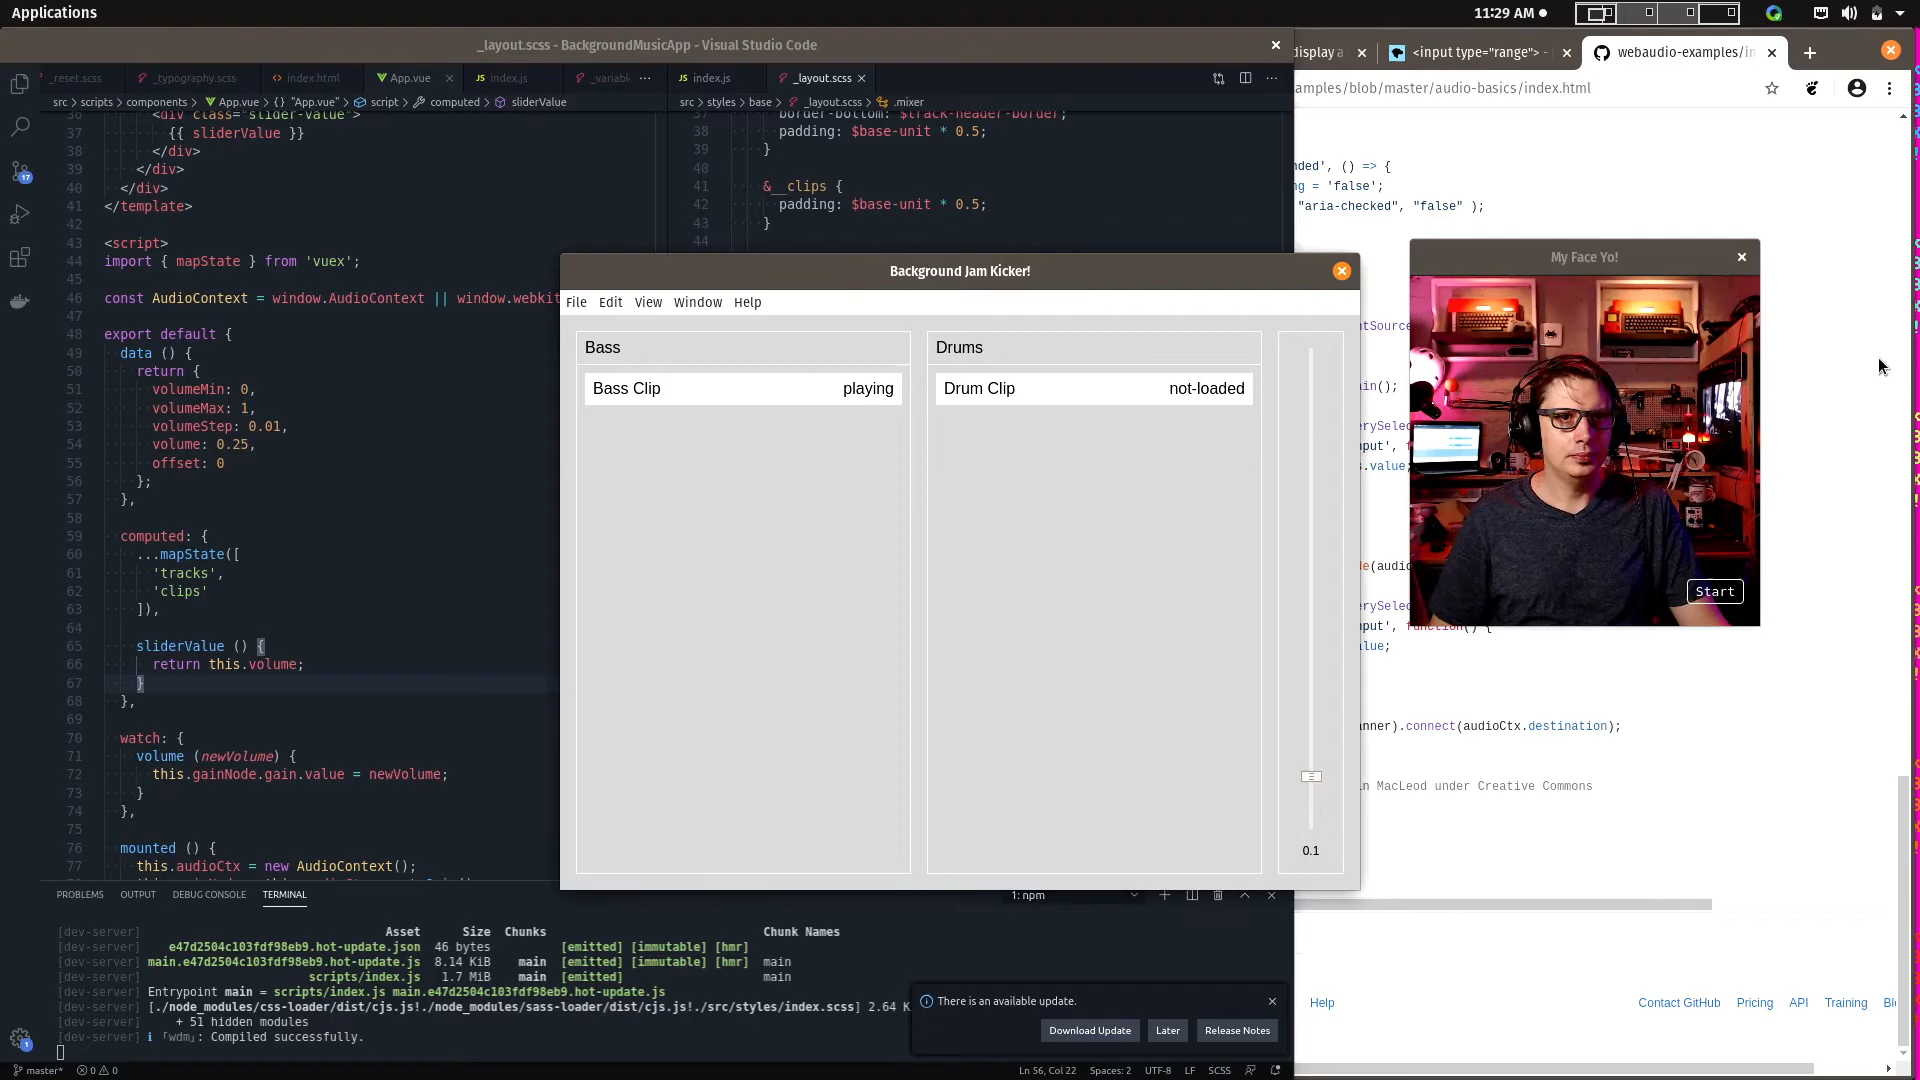 Applications
11:29 AM
_layout.scss - BackgroundMusicApp - Visual Studio Code
_reset.scss
_typography.scss
index.html
App.vue
index.js
_variabl
index.js
_layout.scss
src > scripts > components > App.vue > {} "App.vue" > script > computed > sliderValue
src > styles > base > _layout.scss > .mixer
36 <div class="slider-value">
37 {{ sliderValue }}
38 </div>
39 </div>
40 </div>
41 </template>
42
43 <script>
44 import { mapState } from 'vuex';
45
46 const AudioContext = window.AudioContext || window.webkit
47
48 export default {
49 data () {
50 return {
51 volumeMin: 0,
52 volumeMax: 1,
53 volumeStep: 0.01,
54 volume: 0.25,
55 offset: 0
56 };
57 },
58
59 computed: {
60 ...mapState([
61 'tracks',
62 'clips'
63 ]),
64
65 sliderValue () {
66 return this.volume;
67 }
68 },
69
70 watch: {
71 volume (newVolume) {
72 this.gainNode.gain.value = newVolume;
73 }
74 },
75
76 mounted () {
77 this.audioCtx = new AudioContext();
37 border-bottom: $track-header-border;
38 padding: $base-unit * 0.5;
39 }
40
41 &__clips {
42 padding: $base-unit * 0.5;
43 }
44
Background Jam Kicker!
File Edit View Window Help
Bass
Bass Clip playing
Drums
Drum Clip not-loaded
0.1
display a
<input type="range"> -
webaudio-examples/in
amples/blob/master/audio-basics/index.html
nded', () => {
ng = 'false';
"aria-checked", "false" );
ntSource
in();
erySelec
nput', f
s.value;
de(audio
erySelec
put', function() {
alue;
nner).connect(audioCtx.destination);
in MacLeod under Creative Commons
My Face Yo!
Start
Help
Contact GitHub Pricing API Training Bl
PROBLEMS OUTPUT DEBUG CONSOLE TERMINAL
1: npm
[dev-server] Asset Size Chunks Chunk Names
[dev-server] e47d2504c103fdf98eb9.hot-update.json 46 bytes [emitted] [immutable] [hmr]
[dev-server] main.e47d2504c103fdf98eb9.hot-update.js 8.14 KiB main [emitted] [immutable] [hmr] main
[dev-server] scripts/index.js 1.7 MiB main [emitted] main
[dev-server] Entrypoint main = scripts/index.js main.e47d2504c103fdf98eb9.hot-update.js
[dev-server] [./node_modules/css-loader/dist/cjs.js!./node_modules/sass-loader/dist/cjs.js!./src/styles/index.scss] 2.64 K
[dev-server] + 51 hidden modules
[dev-server] ℹ ｢wdm｣: Compiled successfully.
There is an available update.
Download Update
Later
Release Notes
17
1
master*
0 0
Ln 56, Col 22
Spaces: 2
UTF-8
LF
SCSS